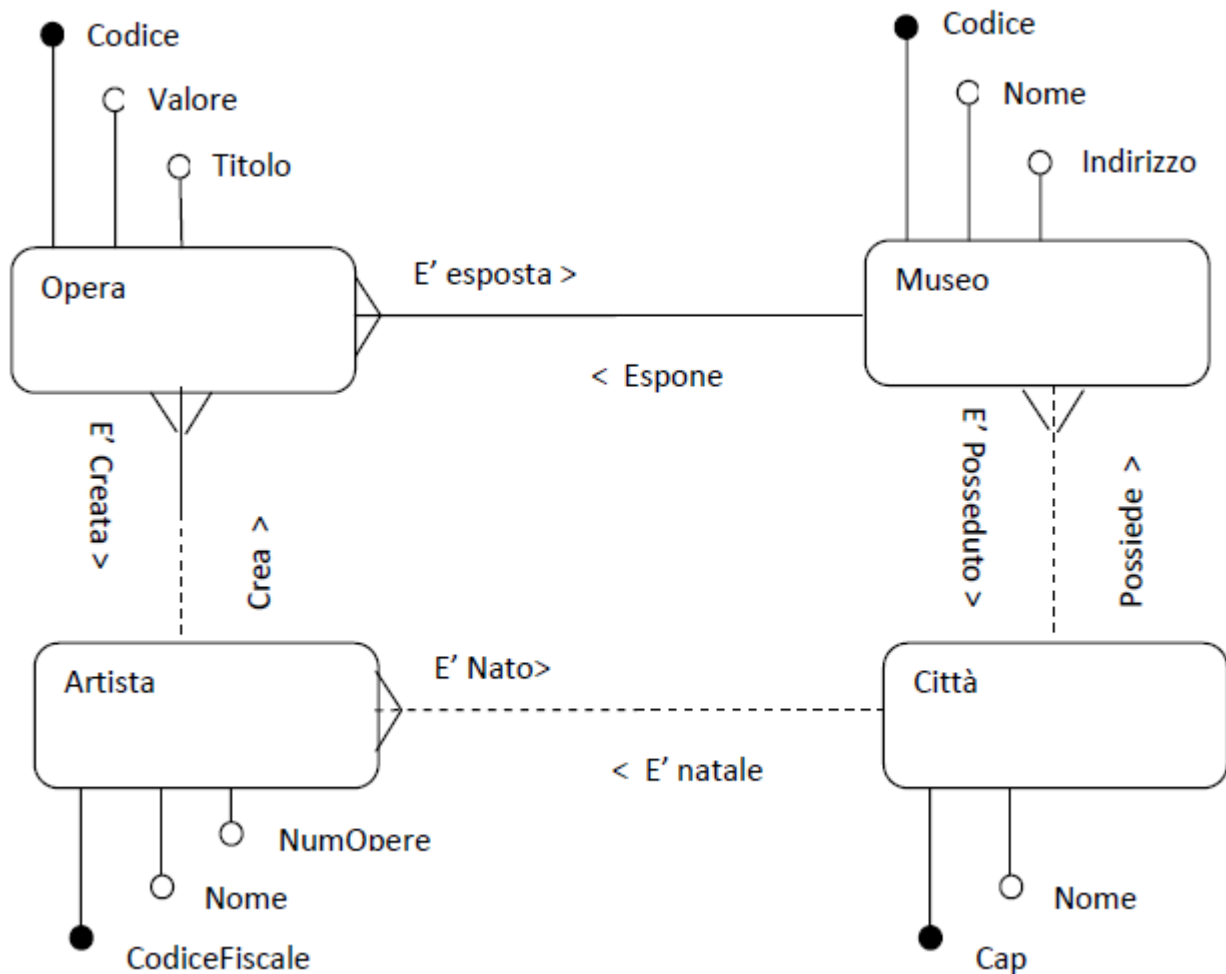 Codice
Valore
Titolo
Opera
Codice
Nome
Indirizzo
Museo
E' esposta >
< Espone
E' Creata >
Crea >
E' Posseduto >
Possiede >
Artista
E' Nato>
< E' natale
Città
NumOpere
Nome
CodiceFiscale
Nome
Cap